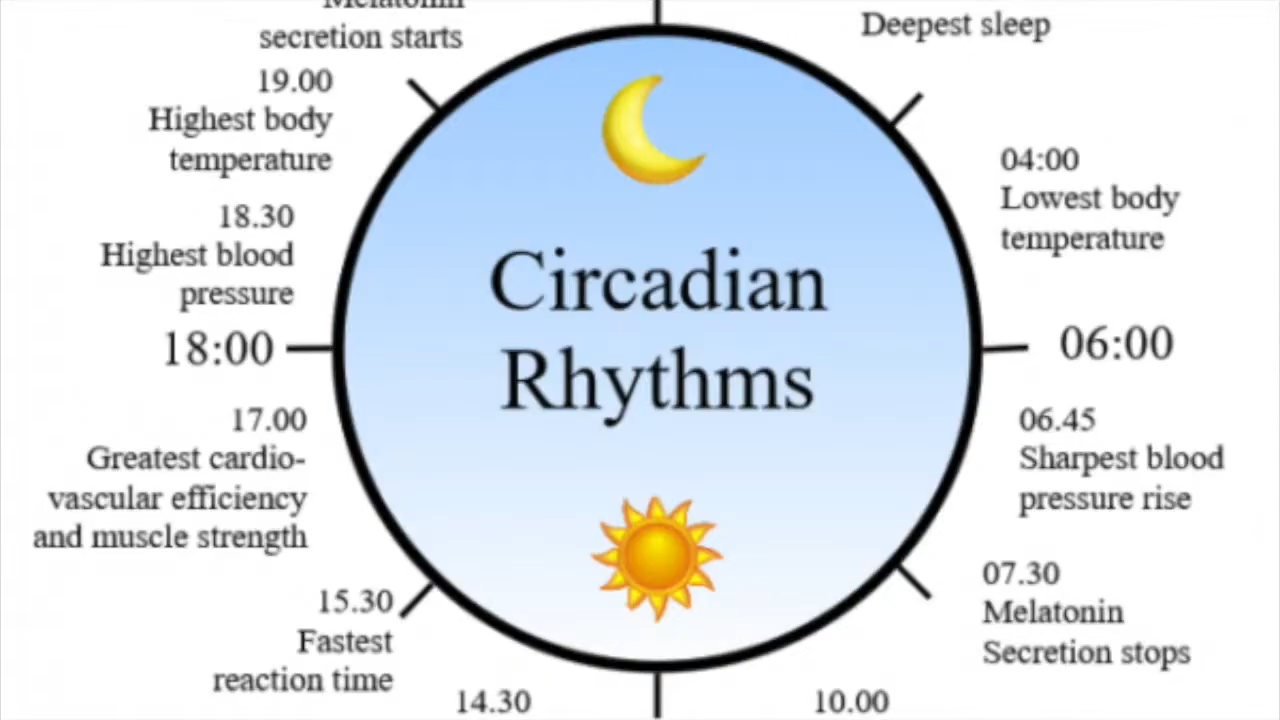 Melatonin
secretion starts
19.00
Highest body
temperature
18.30
Highest blood
pressure
18:00
17.00
Greatest cardio-
vascular efficiency
and muscle strength
15.30
Fastest
reaction time
14.30
Circadian
Rhythms
Deepest sleep
04:00
Lowest body
temperature
06:00
06.45
Sharpest blood
pressure rise
07.30
Melatonin
Secretion stops
10.00